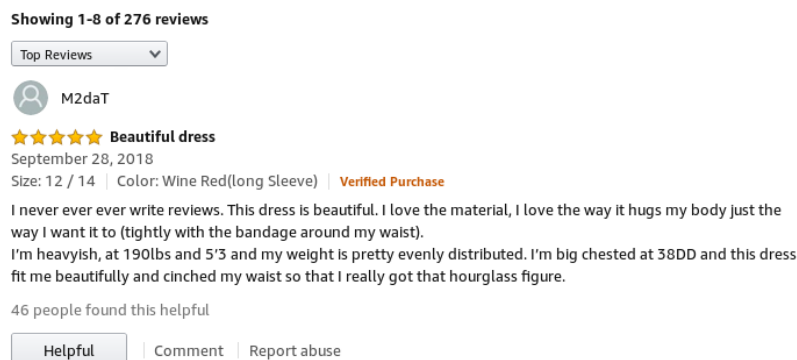 Showing 1-8 of 276 reviews
Top Reviews
M2daT
Beautiful dress
September 28, 2018
Size: 12 / 14 | Color: Wine Red(long Sleeve) | Verified Purchase
I never ever ever write reviews. This dress is beautiful. I love the material, I love the way it hugs my body just the
way I want it to (tightly with the bandage around my waist).
I'm heavyish, at 190lbs and 5'3 and my weight is pretty evenly distributed. I'm big chested at 38DD and this dress
fit me beautifully and cinched my waist so that I really got that hourglass figure.
46 people found this helpful
Helpful | Comment | Report abuse